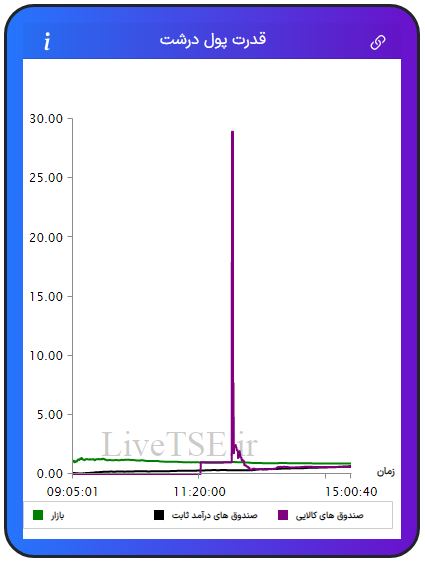 قدرت پول درشت
30.00
25.00
20.00
15.00
10.00
5.00
0.00
LiveTSE.ir
زمان
09:05:01 11:20:00 15:00:40
بازار صندوق های درآمد ثابت صندوق های کالایی